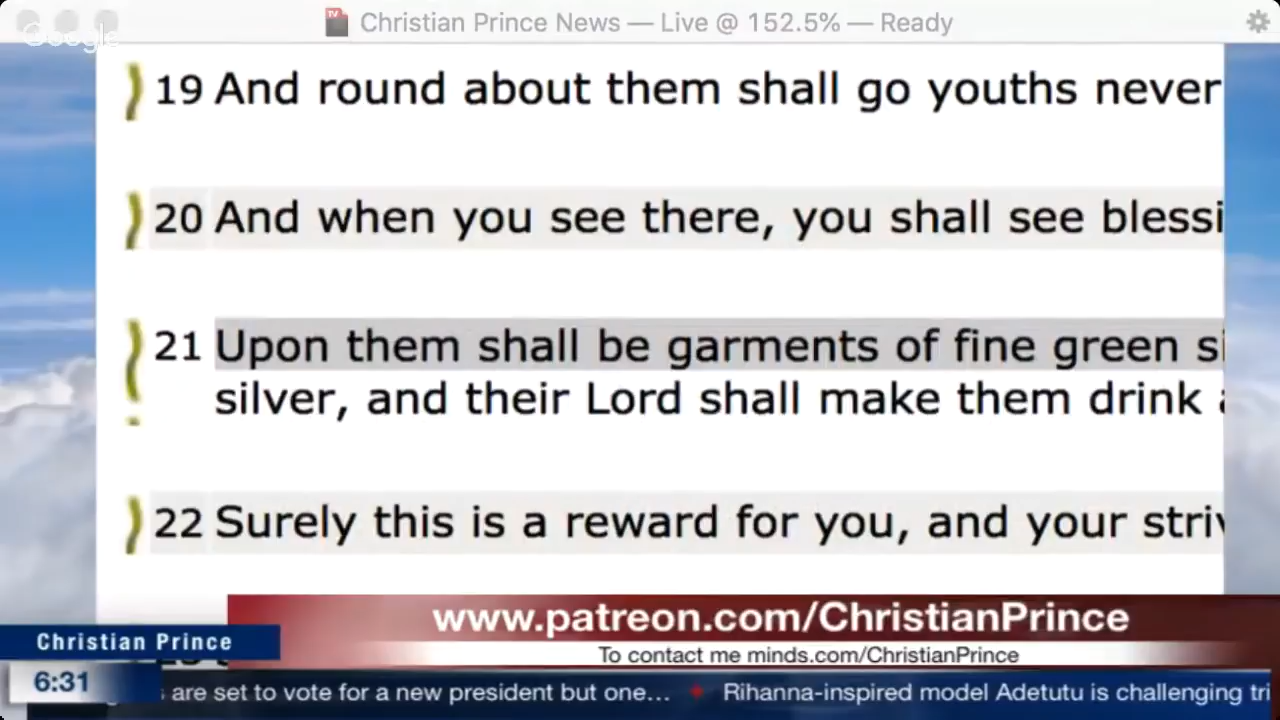 Christian Prince News — Live @ 152.5% — Ready
Google
19 And round about them shall go youths never
20 And when you see there, you shall see blessi
21 Upon them shall be garments of fine green si
silver, and their Lord shall make them drink
22 Surely this is a reward for you, and your stri
www.patreon.com/ChristianPrince
Christian Prince
To contact me minds.com/ChristianPrince
6:31
are set to vote for a new president but one... Rihanna-inspired model Adetutu is challenging tri